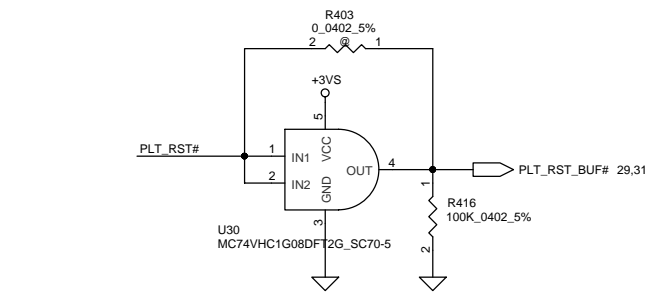 R403
0_0402_5%
2 @ 1
+3VS
5
PLT_RST#
1 IN1 VCC
OUT 4
PLT_RST_BUF# 29,31
2 IN2 GND
1
R416
100K_0402_5%
3
2
U30
MC74VHC1G08DFT2G_SC70-5